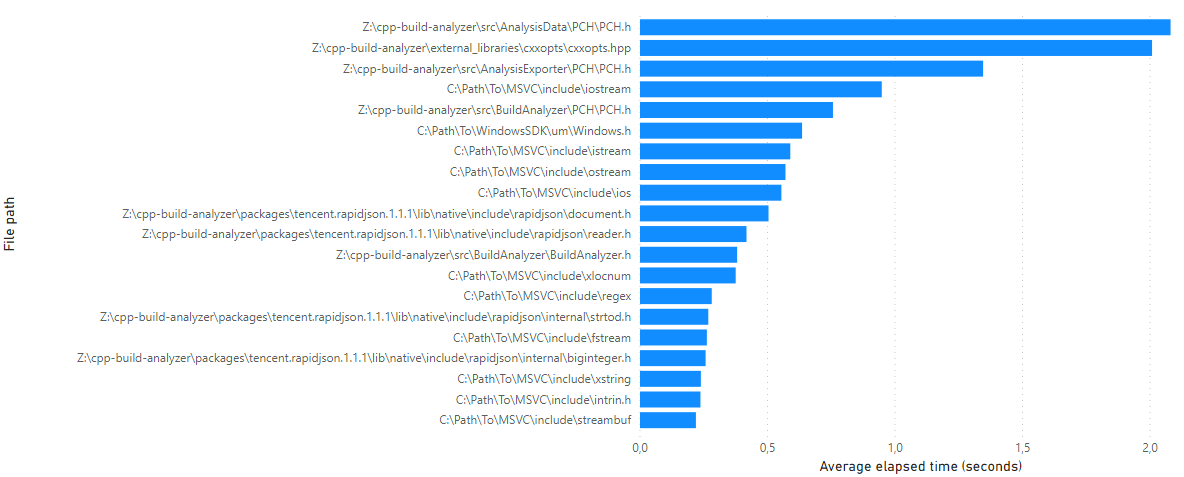 File path
Z:\cpp-build-analyzer\src\AnalysisData\PCH\PCH.h
Z:\cpp-build-analyzer\external_libraries\cxxopts\cxxopts.hpp
Z:\cpp-build-analyzer\src\AnalysisExporter\PCH\PCH.h
C:\Path\To\MSVC\include\iostream
Z:\cpp-build-analyzer\src\BuildAnalyzer\PCH\PCH.h
C:\Path\To\WindowsSDK\um\Windows.h
C:\Path\To\MSVC\include\istream
C:\Path\To\MSVC\include\ostream
C:\Path\To\MSVC\include\ios
Z:\cpp-build-analyzer\packages\tencent.rapidjson.1.1.1\lib\native\include\rapidjson\document.h
Z:\cpp-build-analyzer\packages\tencent.rapidjson.1.1.1\lib\native\include\rapidjson\reader.h
Z:\cpp-build-analyzer\src\BuildAnalyzer\BuildAnalyzer.h
C:\Path\To\MSVC\include\xlocnum
C:\Path\To\MSVC\include\regex
Z:\cpp-build-analyzer\packages\tencent.rapidjson.1.1.1\lib\native\include\rapidjson\internal\strtod.h
C:\Path\To\MSVC\include\fstream
Z:\cpp-build-analyzer\packages\tencent.rapidjson.1.1.1\lib\native\include\rapidjson\internal\biginteger.h
C:\Path\To\MSVC\include\xstring
C:\Path\To\MSVC\include\intrin.h
C:\Path\To\MSVC\include\streambuf
0,0 0,5 1,0 1,5 2,0
Average elapsed time (seconds)